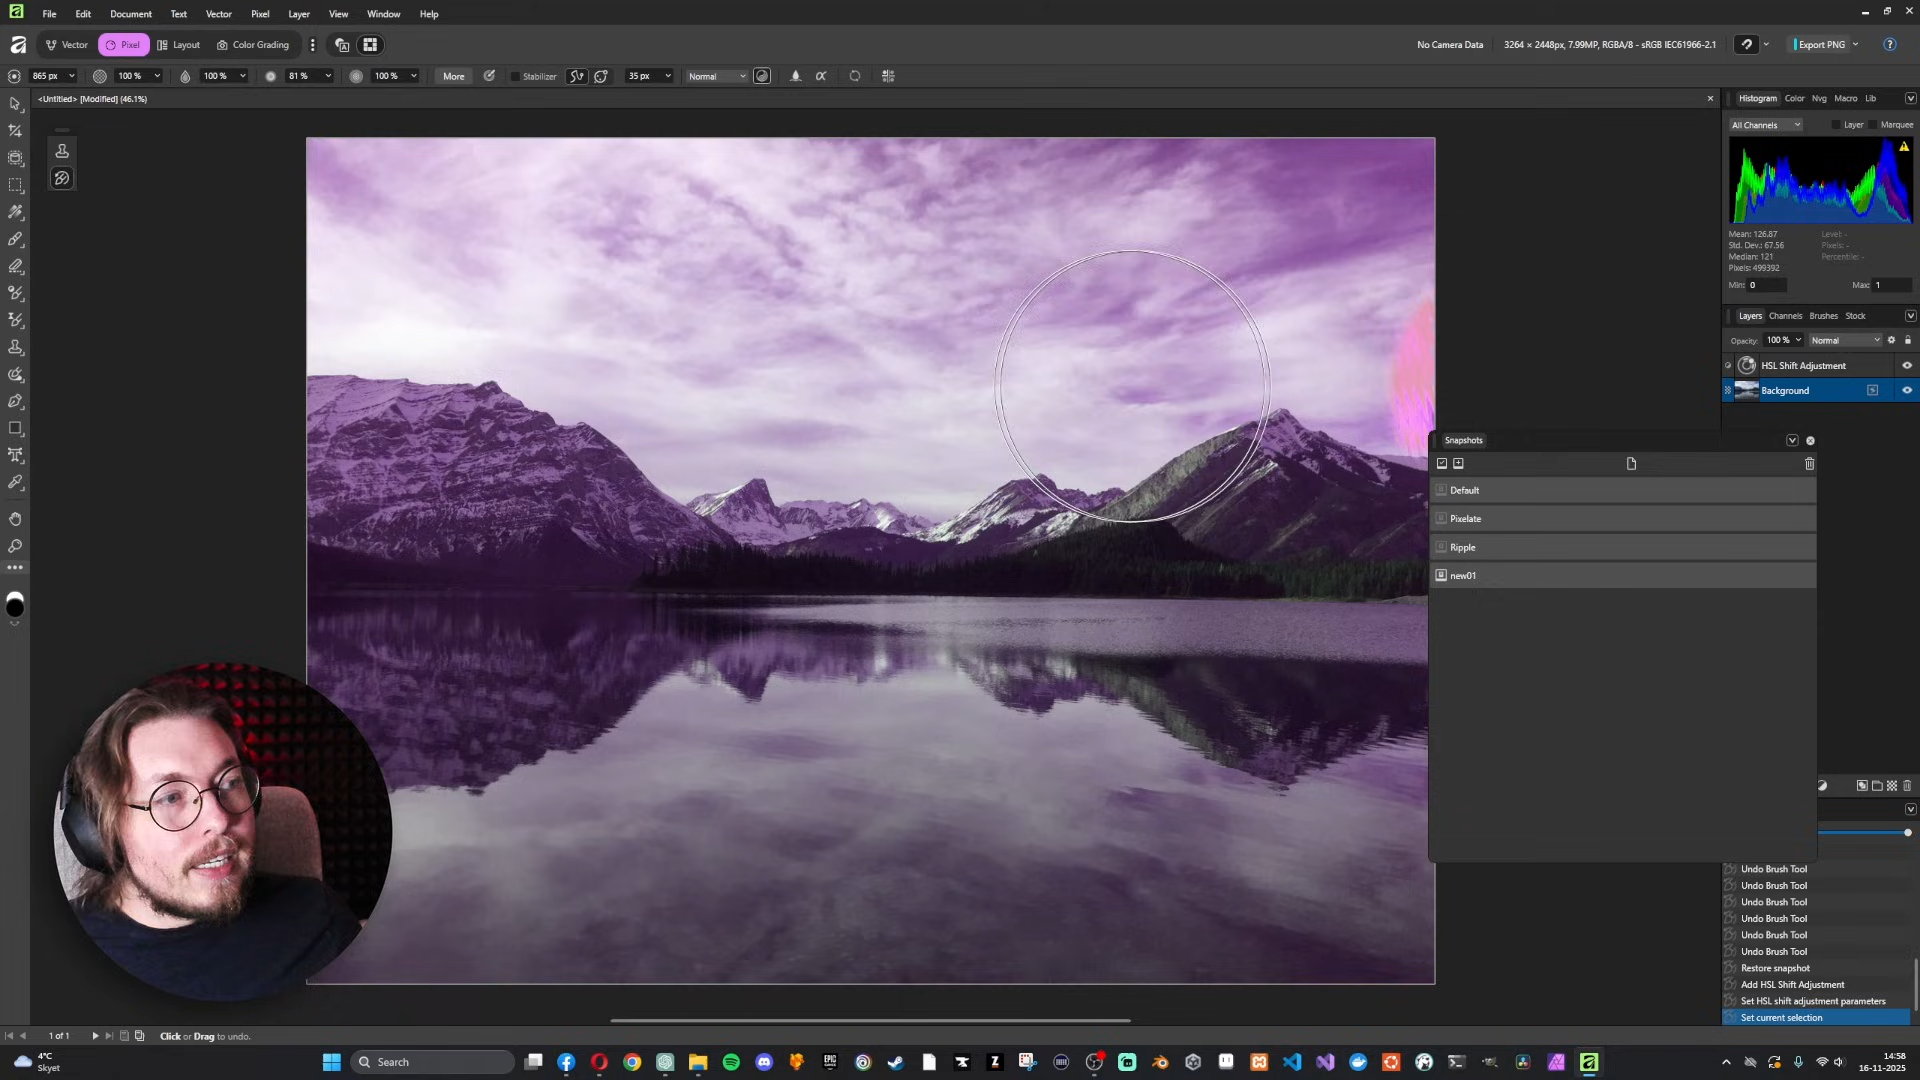 File Edit Document Text Vector Pixel Layer View Window Help
Vector Pixel Layout Color Grading
No Camera Data 3264 × 2448px, 7.99MP, RGBA/8 - sRGB IEC61966-2.1 Export PNG
865 px 100 % 100 % 81 % 100 % More Stabilizer 35 px Normal
<Untitled> [Modified] (46.1%)
Histogram Color Nvg Macro Lib
All Channels Layer Marquee
Mean: 126.87 Level: -
Std. Dev.: 67.56 Pixels: -
Median: 121 Percentile: -
Pixels: 499392
Min: 0 Max: 1
Layers Channels Brushes Stock
Opacity: 100 % Normal
HSL Shift Adjustment
Background
Snapshots
Default
Pixelate
Ripple
new01
Undo Brush Tool
Undo Brush Tool
Undo Brush Tool
Undo Brush Tool
Undo Brush Tool
Undo Brush Tool
Restore snapshot
Add HSL Shift Adjustment
Set HSL shift adjustment parameters
Set current selection
1 of 1 Click or Drag to undo.
4°C
Skyet
Search
EPIC
GAMES
14:58
16-11-2025